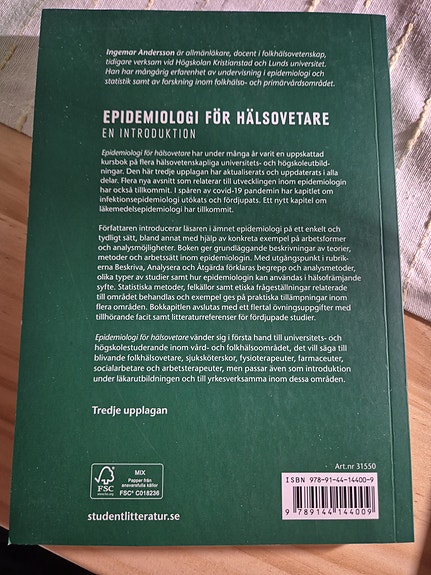 Ingemar Andersson är allmänläkare, docent i folkhälsovetenskap,
tidigare verksam vid Högskolan Kristianstad och Lunds universitet.
Han har mångårig erfarenhet av undervisning i epidemiologi och
statistik samt av forskning inom folkhälso- och primärvårdsområdet.
EPIDEMIOLOGI FÖR HÄLSOVETARE
EN INTRODUKTION
Epidemiologi för hälsovetare har under många år varit en uppskattad
kursbok på flera hälsovetenskapliga universitets- och högskoleutbild-
ningar. Den här tredje upplagan har aktualiserats och uppdaterats i alla
delar. Flera nya avsnitt som relaterar till utvecklingen inom epidemiologin
har också tillkommit. I spåren av covid-19 pandemin har kapitlet om
infektionsepidemiologi utökats och fördjupats. Ett nytt kapitel om
läkemedelsepidemiologi har tillkommit.
Författaren introducerar läsaren i ämnet epidemiologi på ett enkelt och
tydligt sätt, bland annat med hjälp av konkreta exempel på arbetsformer
och analysmöjligheter. Boken ger grundläggande beskrivningar av teorier,
metoder och arbetssätt inom epidemiologin. Med utgångspunkt i rubrik-
erna Beskriva, Analysera och Åtgärda förklaras begrepp och analysmetoder,
olika typer av studier samt hur epidemiologin kan användas i hälsofrämjande
syfte. Statistiska metoder, felkällor samt etiska frågeställningar relaterade
till området behandlas och exempel ges på praktiska tillämpningar inom
flera områden. Bokkapitlen avslutas med ett flertal övningsuppgifter med
tillhörande facit samt litteraturreferenser för fördjupade studier.
Epidemiologi för hälsovetare vänder sig i första hand till universitets- och
högskolestuderande inom vård- och folkhälsoområdet, det vill säga till
blivande folkhälsovetare, sjuksköterskor, fysioterapeuter, farmaceuter,
socialarbetare och arbetsterapeuter, men passar även som introduktion
under läkarutbildningen och till yrkesverksamma inom dessa områden.
Tredje upplagan
Art.nr 31550
ISBN 978-91-44-14400-9
9 789144 144009
FSC
www.fsc.org
MIX
Papper från
ansvarsfulla källor
FSC® C018236
studentlitteratur.se